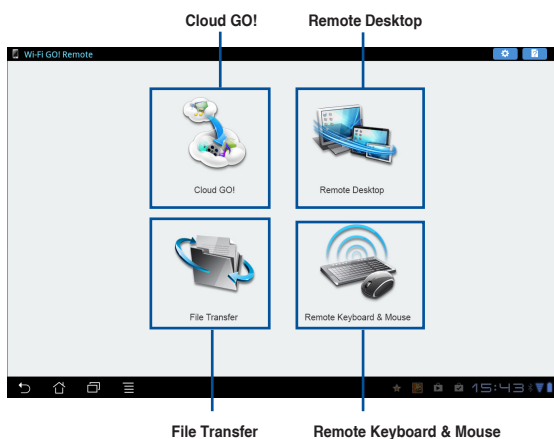 Cloud GO! Remote Desktop
Wi-Fi GO! Remote
Cloud GO! Remote Desktop
File Transfer Remote Keyboard & Mouse
15:43
File Transfer Remote Keyboard & Mouse